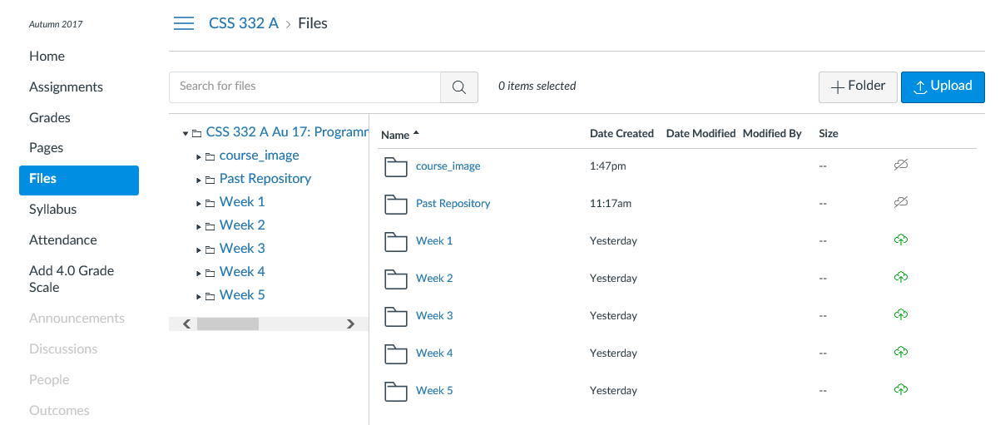 Autumn 2017
Home
Assignments
Grades
Pages
Files
Syllabus
Attendance
Add 4.0 Grade
Scale
Announcements
Discussions
People
Outcomes
CSS 332 A › Files
Search for files
0 items selected
+ Folder
Upload
CSS 332 A Au 17: Programm
course_image
Past Repository
Week 1
Week 2
Week 3
Week 4
Week 5
Name Date Created Date Modified Modified By Size
course_image 1:47pm --
Past Repository 11:17am --
Week 1 Yesterday --
Week 2 Yesterday --
Week 3 Yesterday --
Week 4 Yesterday --
Week 5 Yesterday --